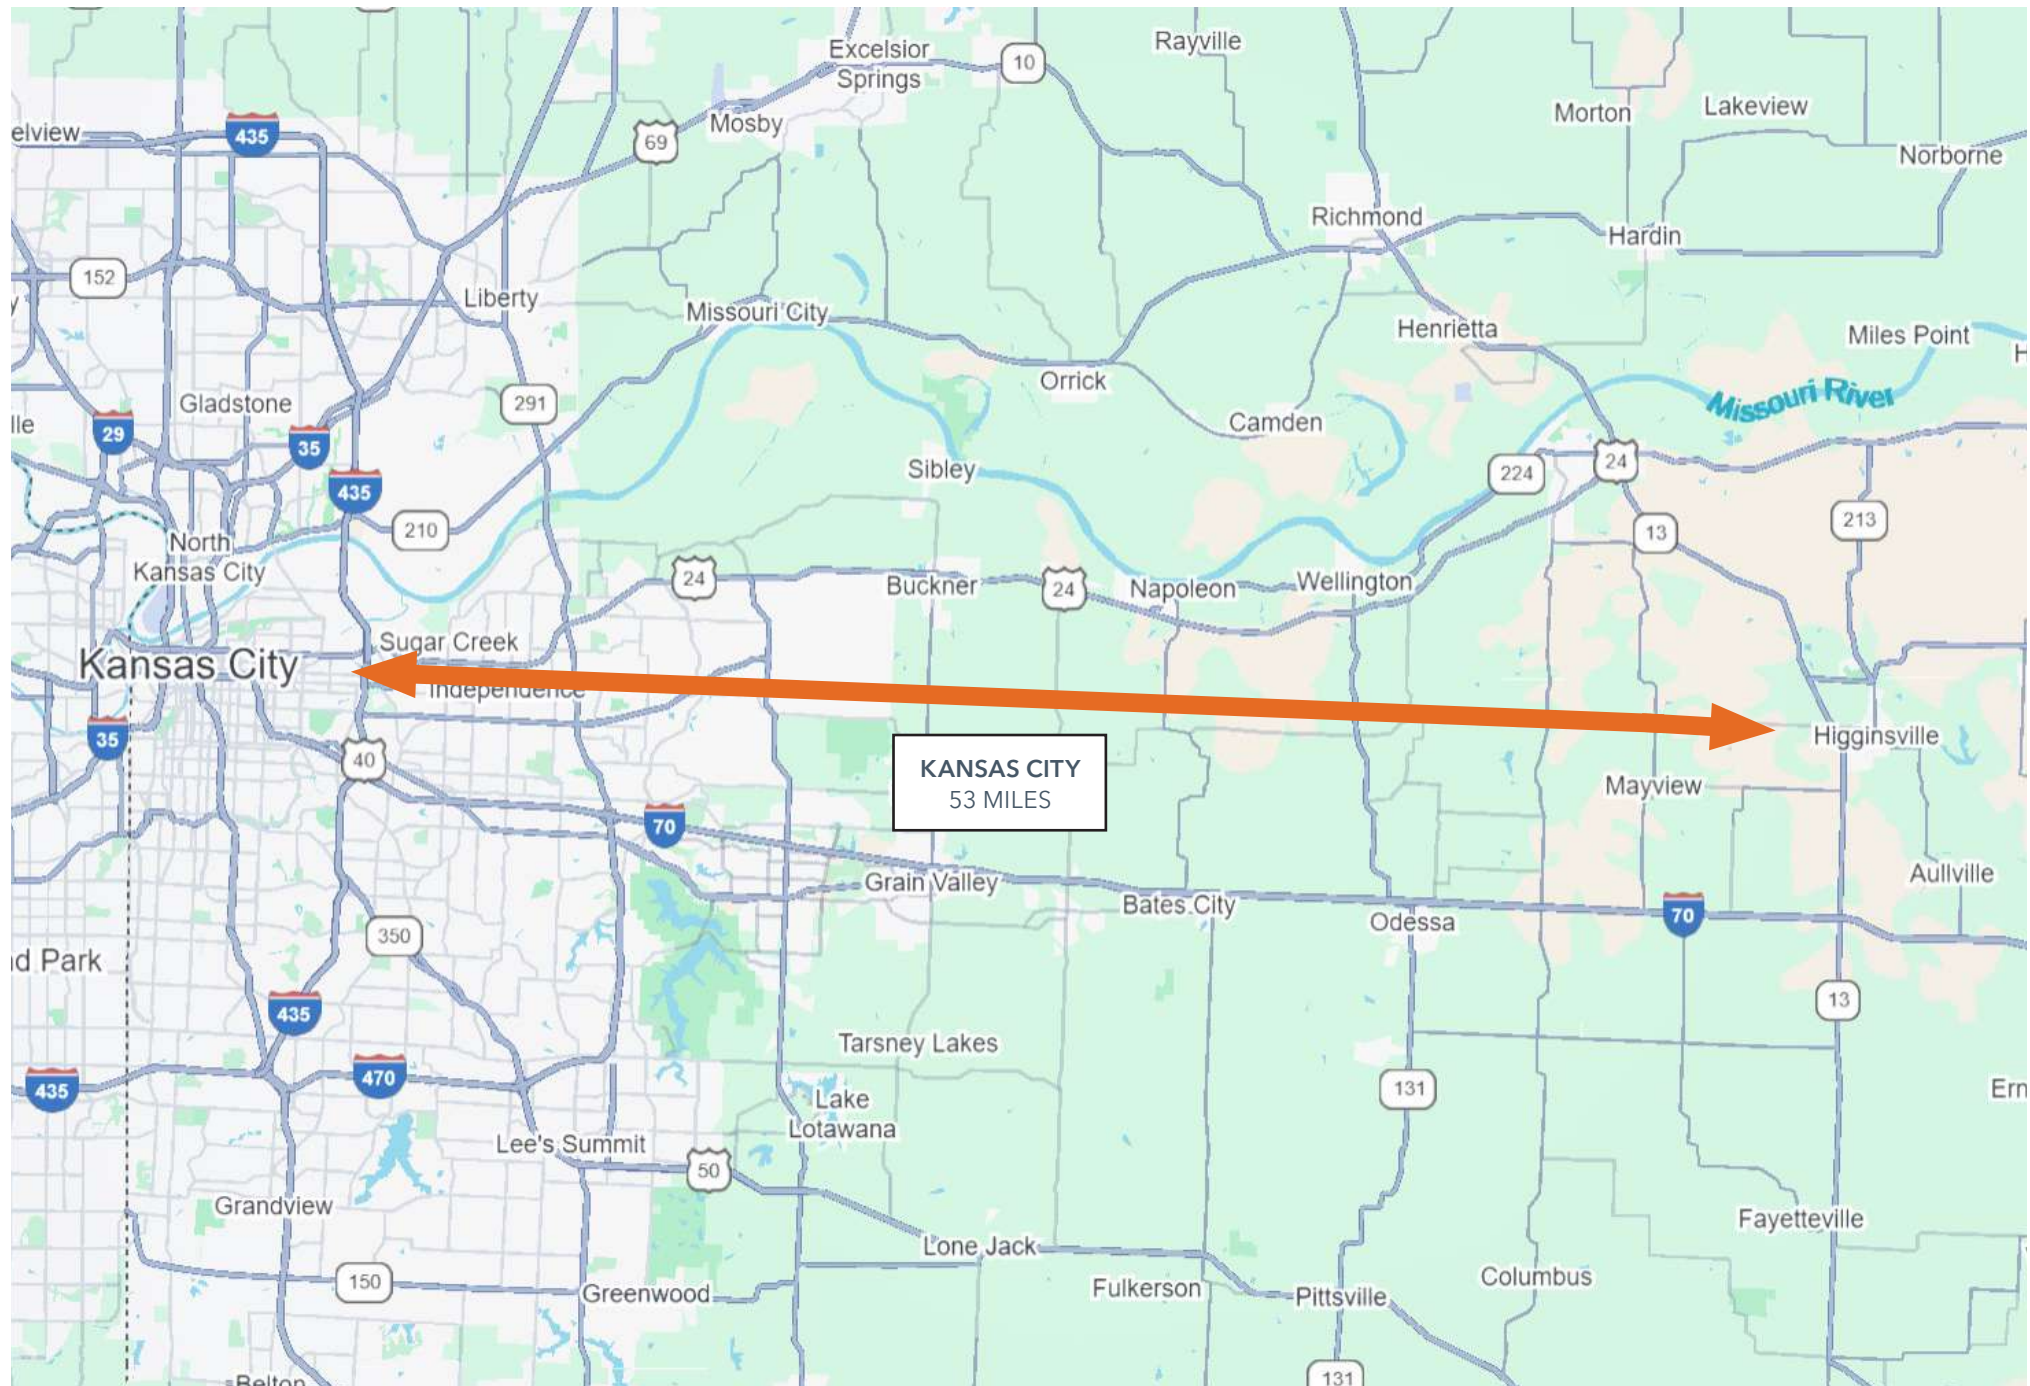 Excelsior
Springs
10
Rayville
Morton
Lakeview
elview
435
69
Mosby
Norborne
Richmond
Hardin
152
Liberty
Missouri City
Henrietta
Miles Point
H
Missouri River
Orrick
Gladstone
291
Camden
lle
29
35
435
Sibley
224
24
210
213
13
North
Kansas City
24
Buckner
24
Napoleon
Wellington
Sugar Creek
Kansas City
Independence
35
40
Higginsville
KANSAS CITY
53 MILES
Mayview
70
Grain Valley
Bates City
Odessa
70
Aullville
350
d Park
435
13
Tarsney Lakes
435
470
131
Ern
Lake
Lotawana
Lee's Summit
50
Grandview
Fayetteville
Lone Jack
150
Greenwood
Fulkerson
Pittsville
Columbus
Belton
131